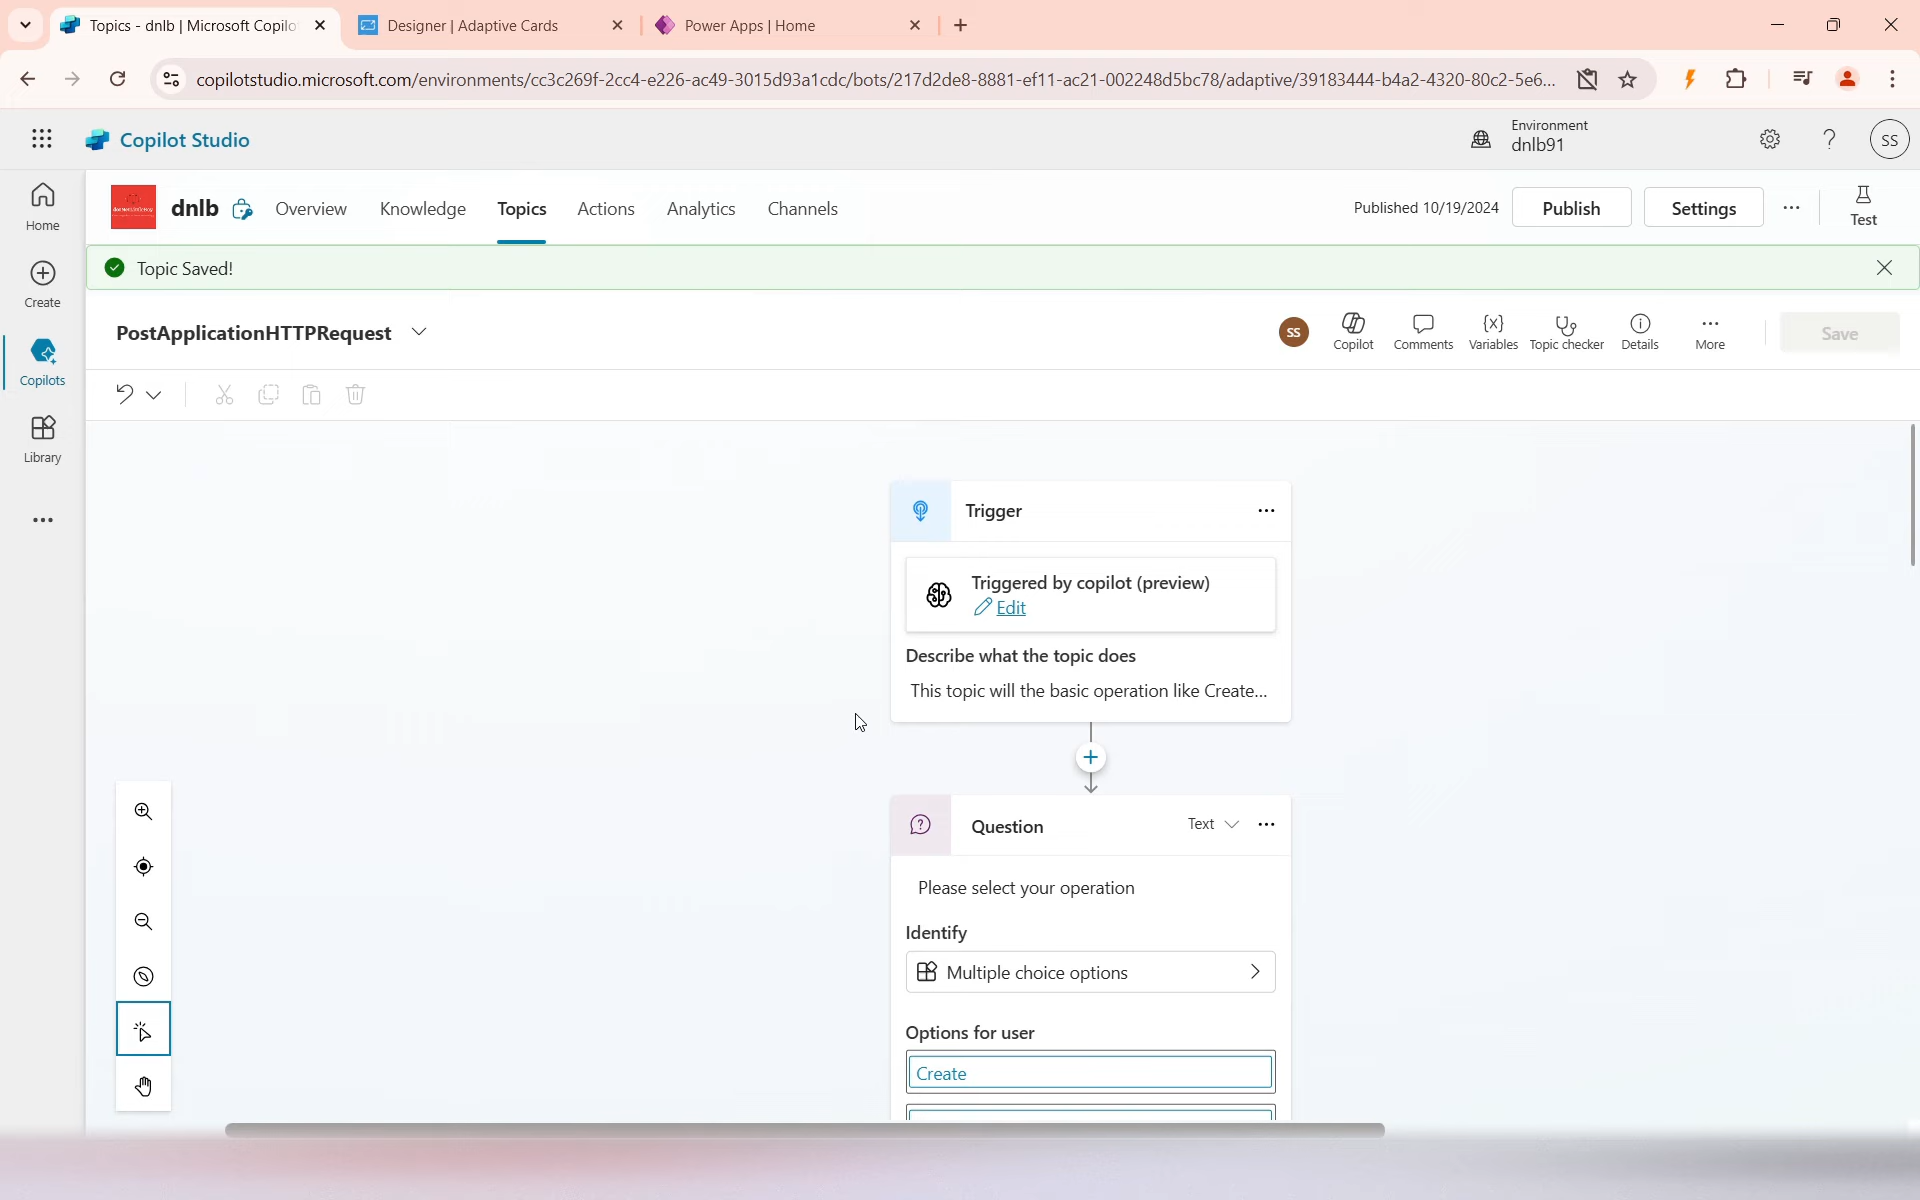 Topics - dnlb | Microsoft Copilo
Designer | Adaptive Cards
Power Apps | Home
copilotstudio.microsoft.com/environments/cc3c269f-2cc4-e226-ac49-3015d93a1cdc/bots/217d2de8-8881-ef11-ac21-002248d5bc78/adaptive/39183444-b4a2-4320-80c2-5e6...
Copilot Studio
Environment
dnlb91
SS
Home
dnlb
Overview
Knowledge
Topics
Actions
Analytics
Channels
Published 10/19/2024
Publish
Settings
Test
Create
Topic Saved!
PostApplicationHTTPRequest
SS
Copilot
Comments
Variables
Topic checker
Details
More
Save
Copilots
Library
Trigger
Triggered by copilot (preview)
Edit
Describe what the topic does
This topic will the basic operation like Create...
Question
Text
Please select your operation
Identify
Multiple choice options
Options for user
Create